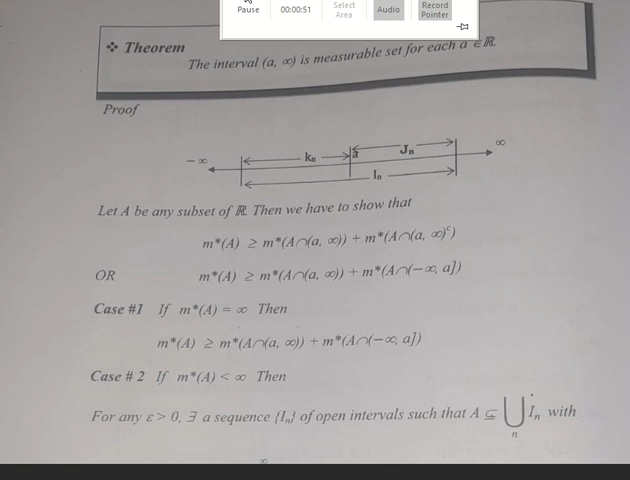 Pause 00:00:51 Select Area Audio Record Pointer
❖ Theorem
The interval (a, ∞) is measurable set for each a ∈ ℝ.
Proof
− ∞ kₙ a Jₙ ∞
Iₙ
Let A be any subset of ℝ. Then we have to show that
m*(A) ≥ m*(A∩(a, ∞)) + m*(A∩(a, ∞)ᶜ)
OR m*(A) ≥ m*(A∩(a, ∞)) + m*(A∩(−∞, a])
Case #1 If m*(A) = ∞ Then
m*(A) ≥ m*(A∩(a, ∞)) + m*(A∩(−∞, a])
Case # 2 If m*(A) < ∞ Then
For any ε > 0, ∃ a sequence {Iₙ} of open intervals such that A ⊆ ⋃ₙ Iₙ with
∞